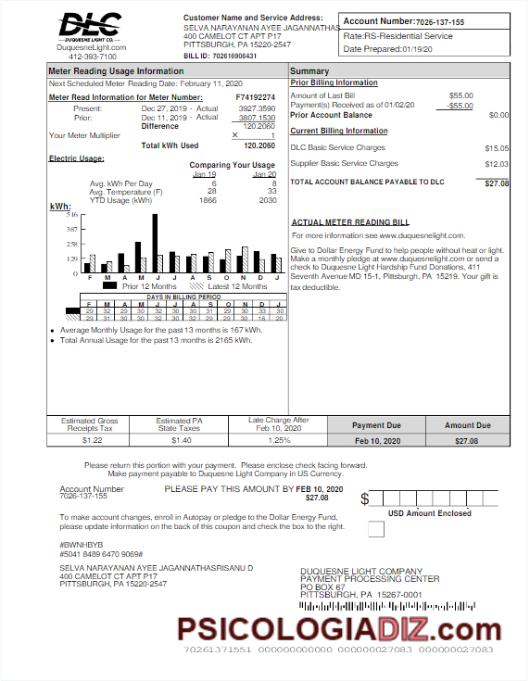 DLC
DUQUESNE LIGHT CO.
DuquesneLight.com
412-393-7100
Customer Name and Service Address:
SELVA NARAYANAN AYEE JAGANNATHAS
400 CAMELOT CT APT P17
PITTSBURGH, PA 15220-2547
BILL ID: 702616906431
Account Number:7026-137-155
Rate:RS-Residential Service
Date Prepared:01/19/20
Meter Reading Usage Information
Next Scheduled Meter Reading Date: February 11, 2020
Meter Read Information for Meter Number: F74192274
Present: Dec 27, 2019 - Actual 3927.3590
Prior: Dec 11, 2019 - Actual 3807.1530
Difference 120.2060
Your Meter Multiplier X 1
Total kWh Used 120.2060
Electric Usage:
Comparing Your Usage
Jan 19 Jan 20
Avg. kWh Per Day 6 8
Avg. Temperature (F) 28 33
YTD Usage (kWh) 1866 2030
kWh:
516
387
258
129
0
F M A M J J A S O N D J
Prior 12 Months Latest 12 Months
DAYS IN BILLING PERIOD
F M A M J J A S O N D J
29 32 29 30 33 30 30 31 29 30 33 30
29 31 30 30 32 30 32 29 30 30 16 20
• Average Monthly Usage for the past 13 months is 167 kWh.
• Total Annual Usage for the past 13 months is 2165 kWh.
Summary
Prior Billing Information
Amount of Last Bill $55.00
Payment(s) Received as of 01/02/20 -$55.00
Prior Account Balance $0.00
Current Billing Information
DLC Basic Service Charges $15.05
Supplier Basic Service Charges $12.03
TOTAL ACCOUNT BALANCE PAYABLE TO DLC $27.08
ACTUAL METER READING BILL
For more information see www.duquesnelight.com.
Give to Dollar Energy Fund to help people without heat or light.
Make a monthly pledge at www.duquesnelight.com or send a
check to Duquesne Light Hardship Fund Donations, 411
Seventh Avenue MD 15-1, Pittsburgh, PA 15219. Your gift is
tax deductible.
Estimated Gross Receipts Tax
$1.22
Estimated PA State Taxes
$1.40
Late Charge After Feb 10, 2020
1.25%
Payment Due
Feb 10, 2020
Amount Due
$27.08
Please return this portion with your payment. Please enclose check facing forward.
Make payment payable to Duquesne Light Company in US Currency.
Account Number
7026-137-155
PLEASE PAY THIS AMOUNT BY FEB 10, 2020
$27.08
$
USD Amount Enclosed
To make account changes, enroll in Autopay or pledge to the Dollar Energy Fund,
please update information on the back of this coupon and check the box to the right.
#BWNHBYB
#5041 8489 6470 9069#
SELVA NARAYANAN AYEE JAGANNATHASRISANU D
400 CAMELOT CT APT P17
PITTSBURGH, PA 15220-2547
DUQUESNE LIGHT COMPANY
PAYMENT PROCESSING CENTER
PO BOX 67
PITTSBURGH, PA 15267-0001
PSICOLOGIADIZ.com
70261371551 000000000000 000000027083 000000027083